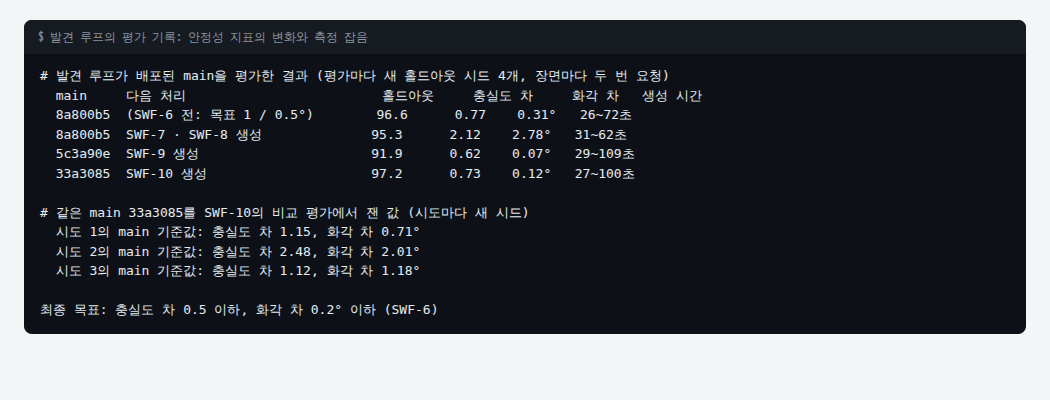 $ 발견 루프의 평가 기록: 안정성 지표의 변화와 측정 잡음
# 발견 루프가 배포된 main을 평가한 결과 (평가마다 새 홀드아웃 시드 4개, 장면마다 두 번 요청)
main 다음 처리 홀드아웃 충실도 차 화각 차 생성 시간
8a800b5 (SWF-6 전: 목표 1 / 0.5°) 96.6 0.77 0.31° 26~72초
8a800b5 SWF-7 · SWF-8 생성 95.3 2.12 2.78° 31~62초
5c3a90e SWF-9 생성 91.9 0.62 0.07° 29~109초
33a3085 SWF-10 생성 97.2 0.73 0.12° 27~100초
# 같은 main 33a3085를 SWF-10의 비교 평가에서 잰 값 (시도마다 새 시드)
시도 1의 main 기준값: 충실도 차 1.15, 화각 차 0.71°
시도 2의 main 기준값: 충실도 차 2.48, 화각 차 2.01°
시도 3의 main 기준값: 충실도 차 1.12, 화각 차 1.18°
최종 목표: 충실도 차 0.5 이하, 화각 차 0.2° 이하 (SWF-6)